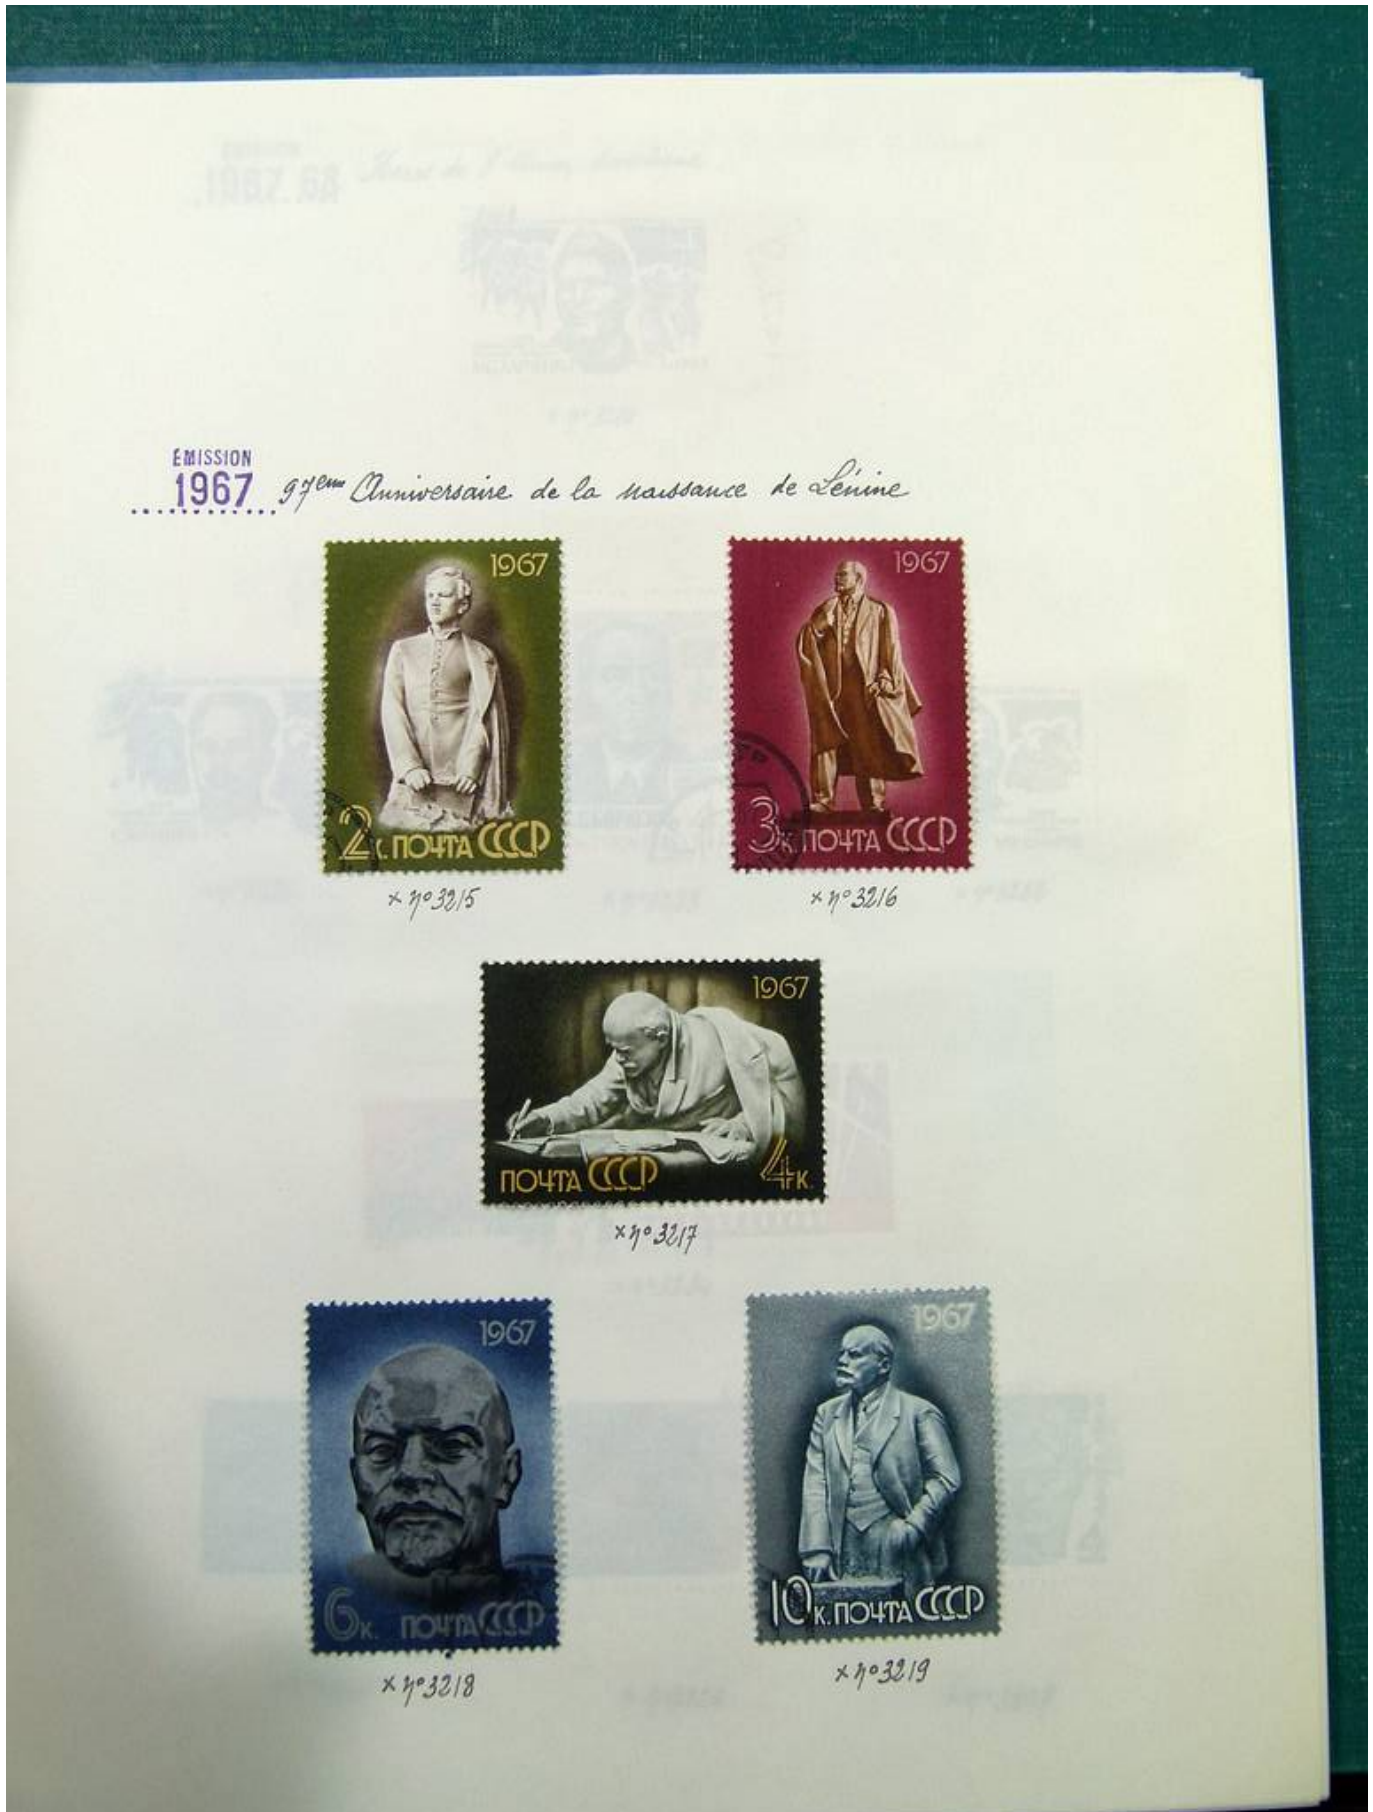 ÉMISSION
1967 97ème Anniversaire de la naissance de Lénine
1967
2к. ПОЧТА СССР
x n° 3215
1967
3к. ПОЧТА СССР
x n° 3216
1967
ПОЧТА СССР 4к.
x n° 3217
1967
6к. ПОЧТА СССР
x n° 3218
1967
10к. ПОЧТА СССР
x n° 3219